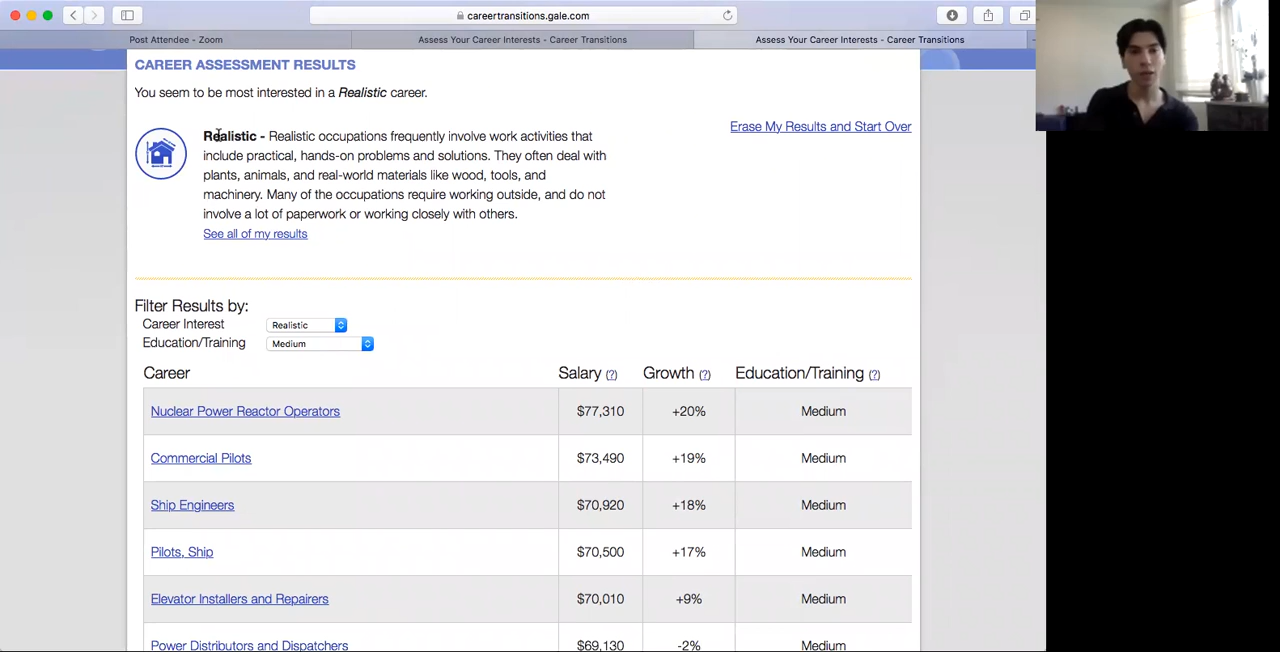 careertransitions.gale.com
Post Attendee - Zoom
Assess Your Career Interests - Career Transitions
Assess Your Career Interests - Career Transitions
CAREER ASSESSMENT RESULTS
You seem to be most interested in a Realistic career.
Erase My Results and Start Over
Realistic - Realistic occupations frequently involve work activities that
include practical, hands-on problems and solutions. They often deal with
plants, animals, and real-world materials like wood, tools, and
machinery. Many of the occupations require working outside, and do not
involve a lot of paperwork or working closely with others.
See all of my results
Filter Results by:
Career Interest Realistic
Education/Training Medium
Career Salary (?) Growth (?) Education/Training (?)
Nuclear Power Reactor Operators $77,310 +20% Medium
Commercial Pilots $73,490 +19% Medium
Ship Engineers $70,920 +18% Medium
Pilots, Ship $70,500 +17% Medium
Elevator Installers and Repairers $70,010 +9% Medium
Power Distributors and Dispatchers $69,130 -2% Medium